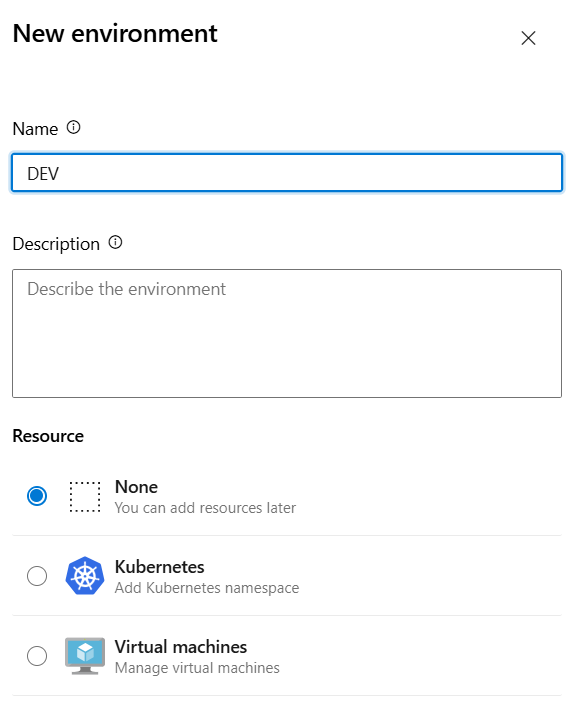 New environment
Name
DEV
Description
Describe the environment
Resource
None
You can add resources later
Kubernetes
Add Kubernetes namespace
Virtual machines
Manage virtual machines